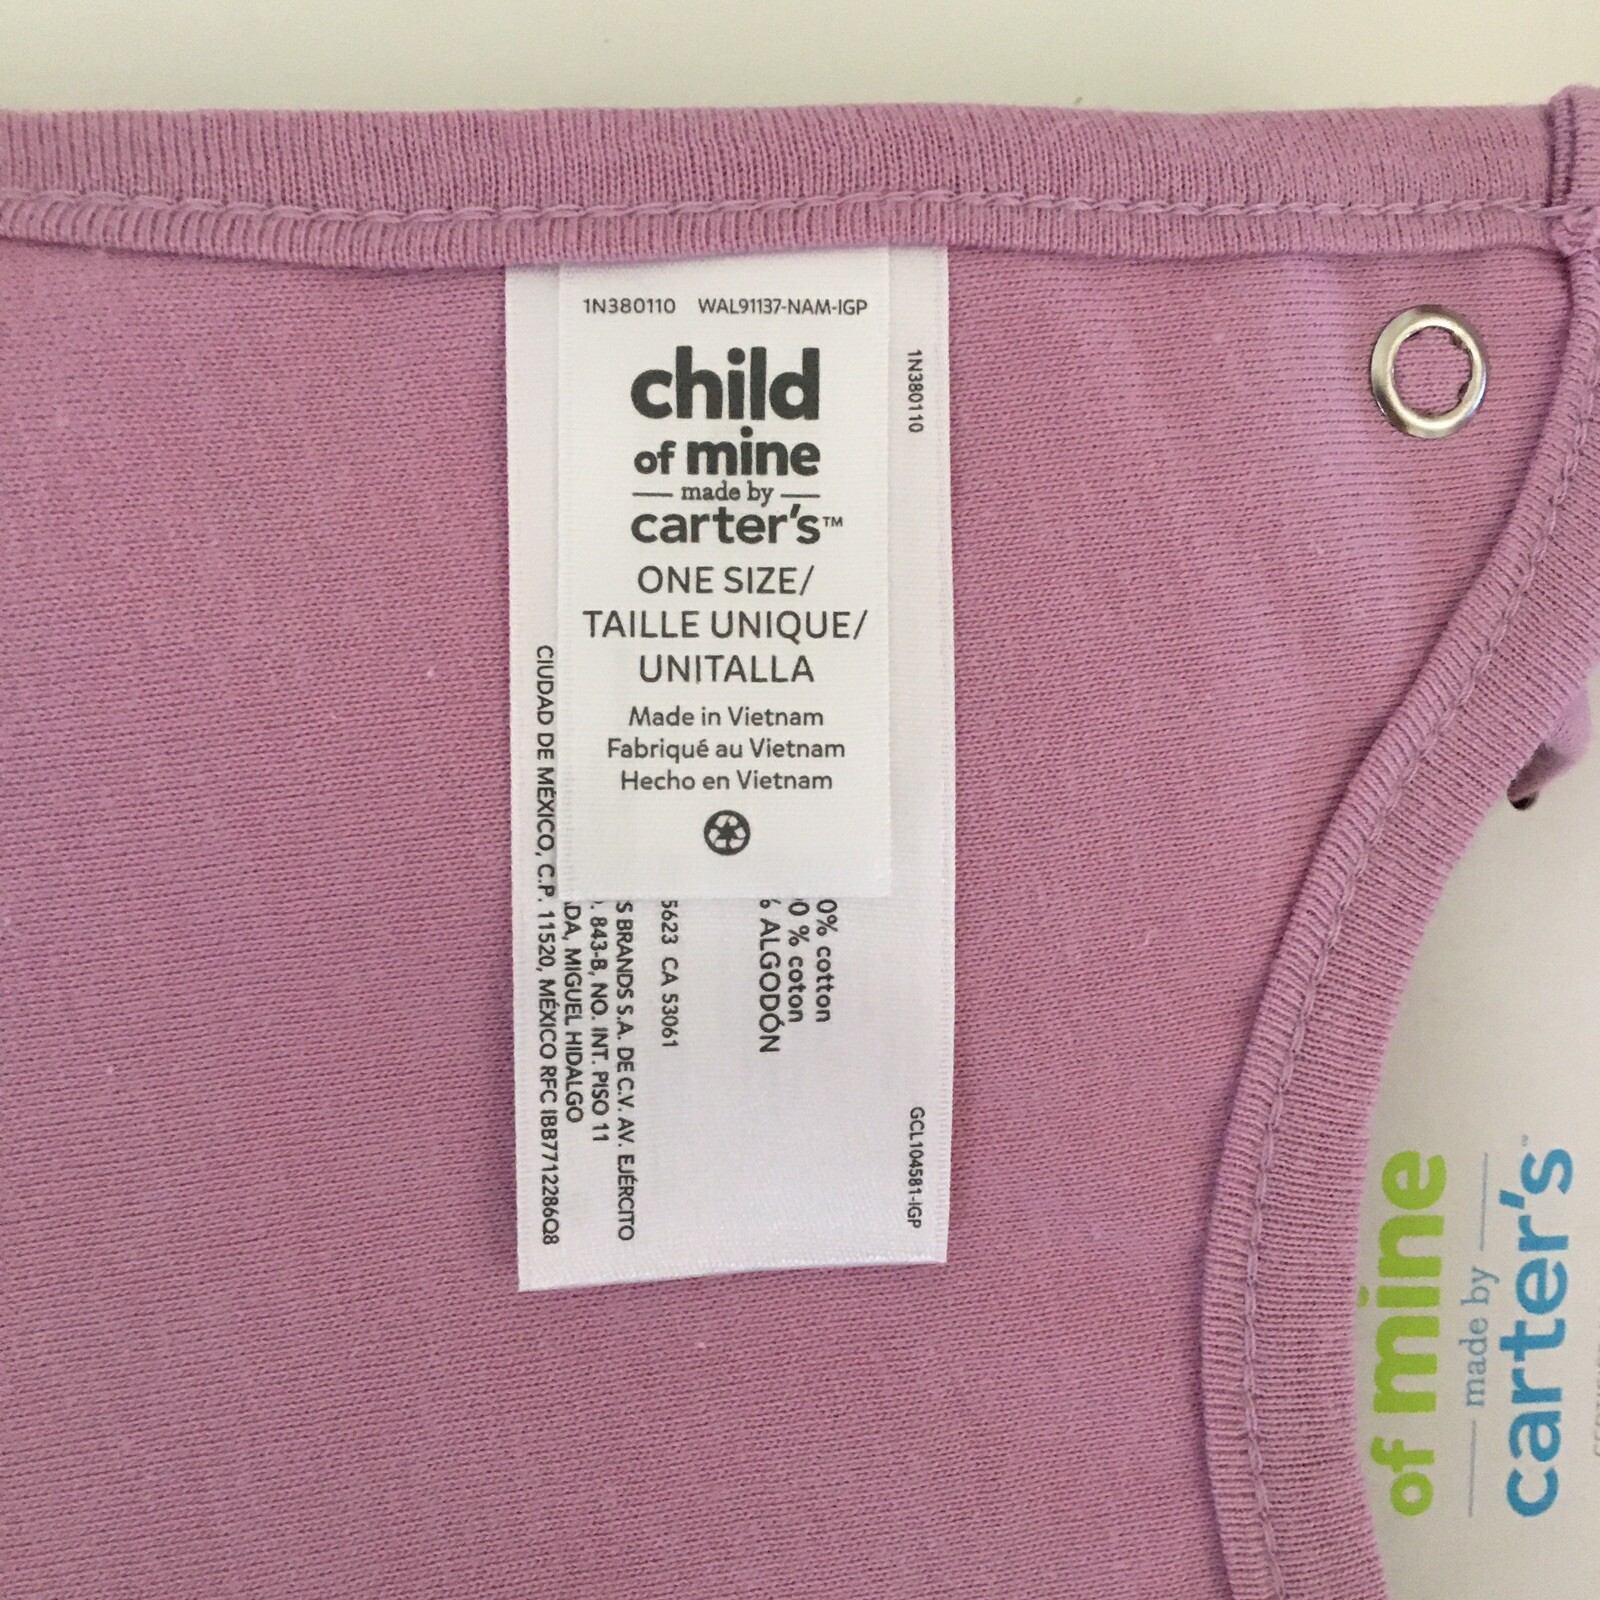 1N380110 WAL91137-NAM-IGP
child
of mine
made by
carter's™
ONE SIZE/
TAILLE UNIQUE/
UNITALLA
Made in Vietnam
Fabriqué au Vietnam
Hecho en Vietnam
1N380110
GCL104581-IGP
0% cotton
0 % coton
% ALGODÓN
5623 CA 53061
S BRANDS S.A. DE C.V. AV. EJÉRCITO
. 843-B, NO. INT. PISO 11
DA, MIGUEL HIDALGO
CIUDAD DE MÉXICO, C.P. 11520, MÉXICO RFC IBB7712286Q8
of mine
made by
carter's™